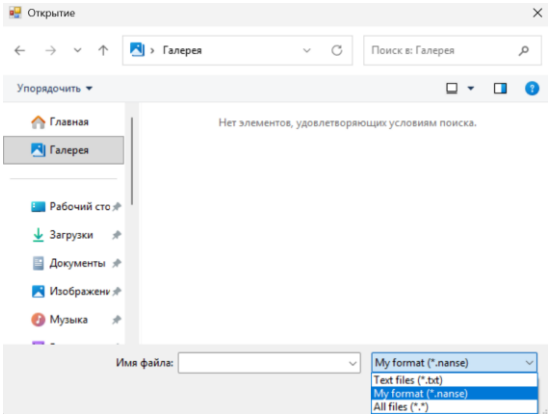 Открытие
Галерея
Поиск в: Галерея
Упорядочить
Главная
Нет элементов, удовлетворяющих условиям поиска.
Галерея
Рабочий сто
Загрузки
Документы
Изображени
Музыка
Имя файла:
My format (*.nanse)
Text files (*.txt)
My format (*.nanse)
All files (*.*)